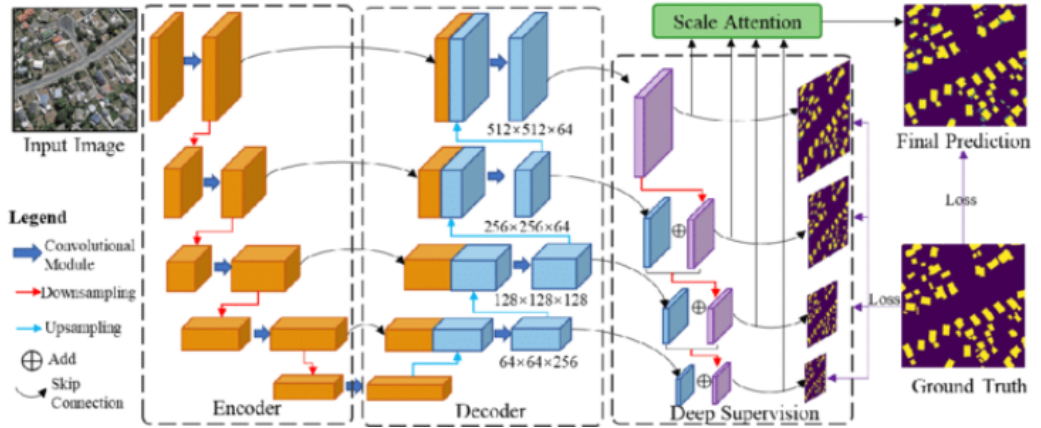 Scale Attention
Input Image
Final Prediction
512×512×64
Loss
Legend
Convolutional
Module
Downsampling
Upsampling
Add
Skip
Connection
256×256×64
128×128×128
64×64×256
Loss
Ground Truth
Encoder
Decoder
Deep Supervision